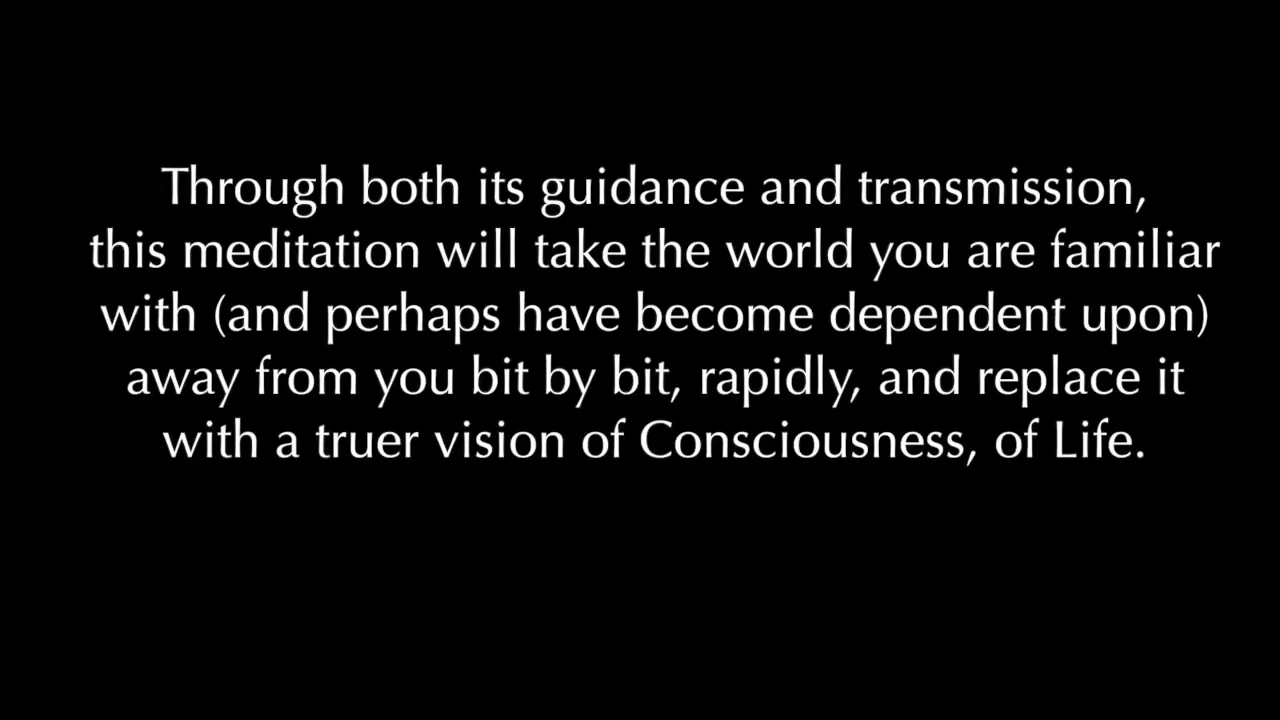 Through both its guidance and transmission,
this meditation will take the world you are familiar
with (and perhaps have become dependent upon)
away from you bit by bit, rapidly, and replace it
with a truer vision of Consciousness, of Life.